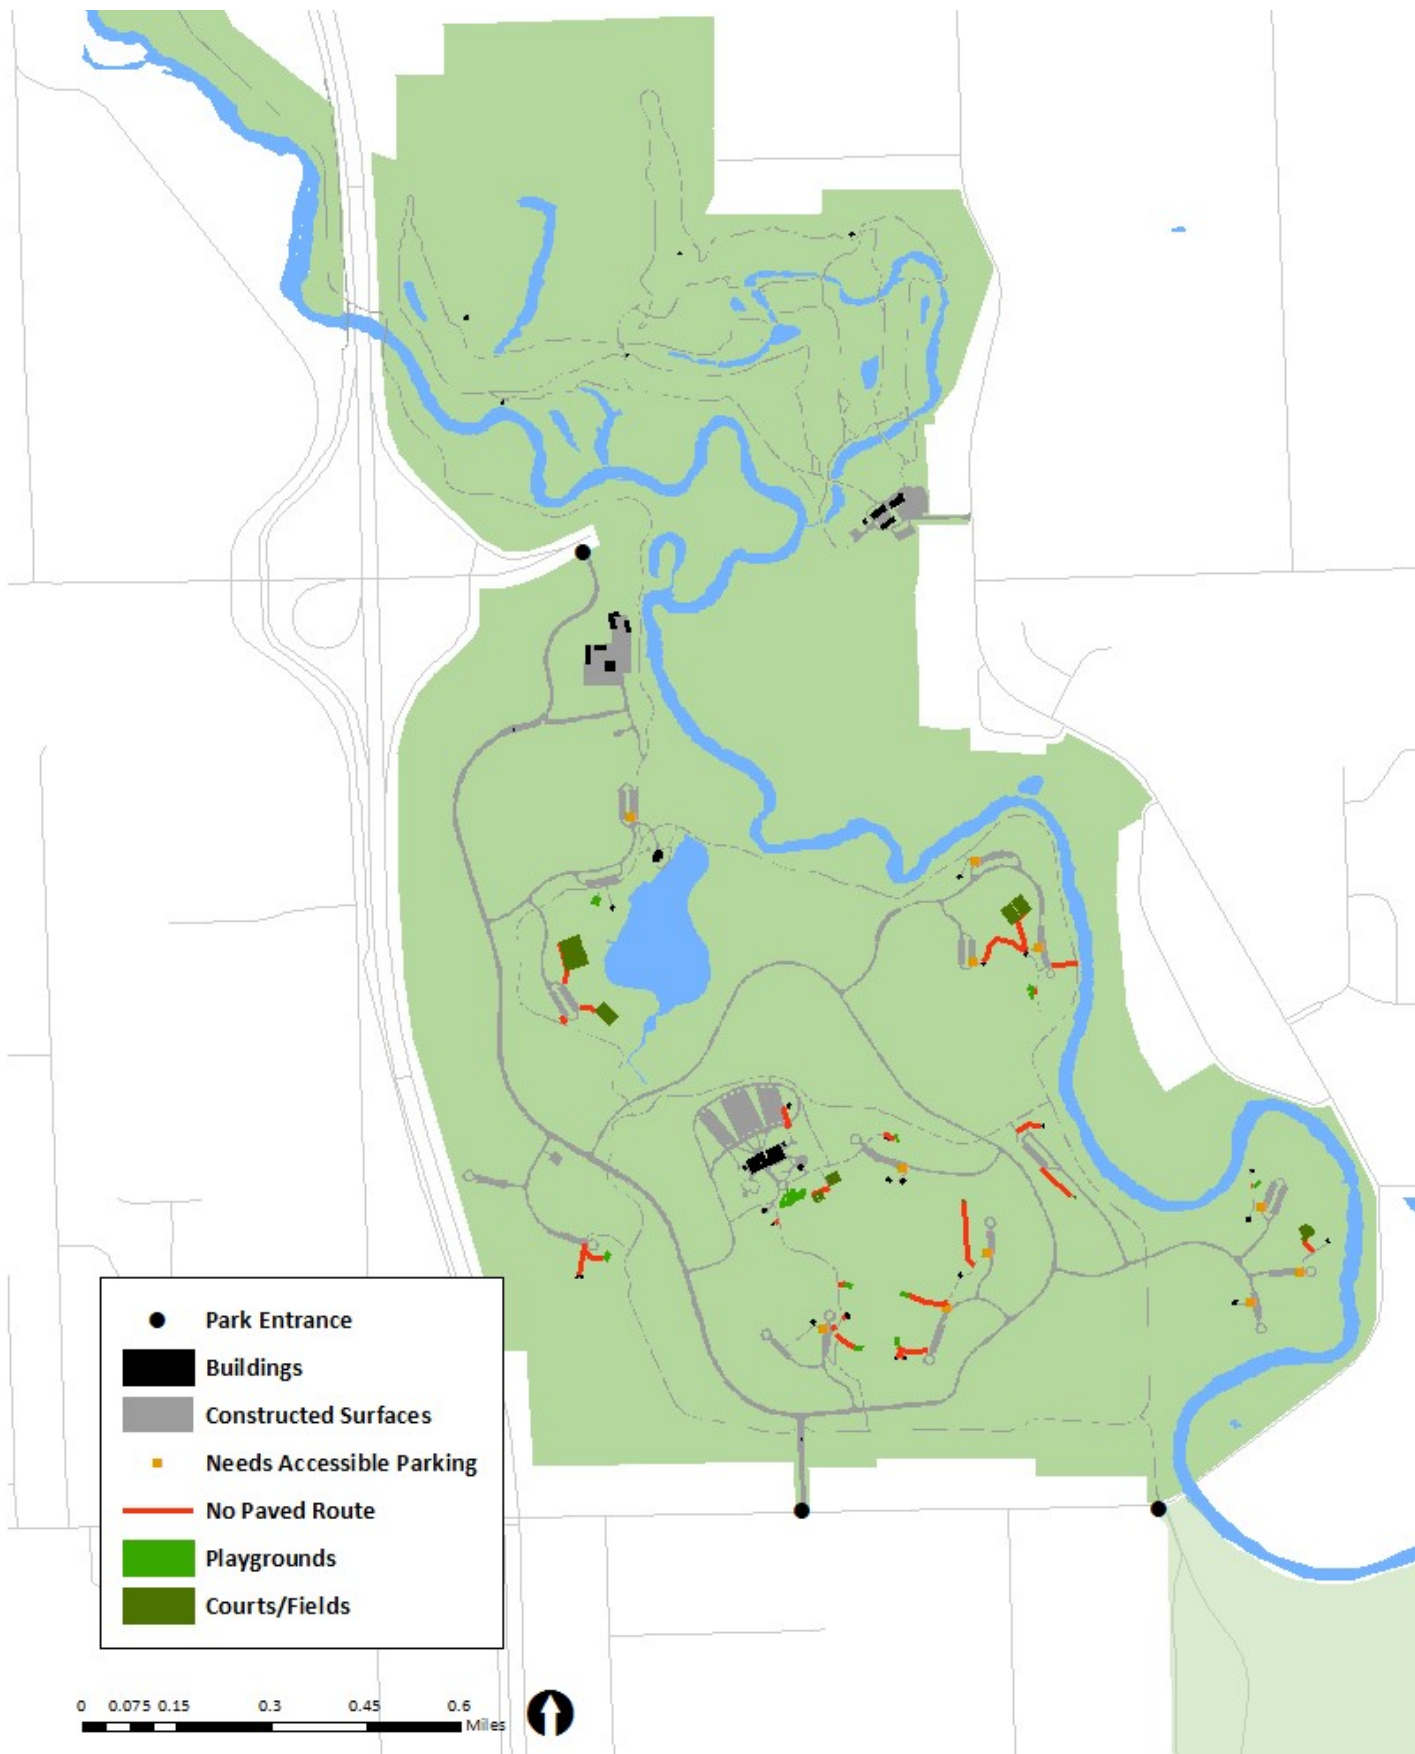 Park Entrance
Buildings
Constructed Surfaces
Needs Accessible Parking
No Paved Route
Playgrounds
Courts/Fields
0 0.075 0.15 0.3 0.45 0.6
Miles